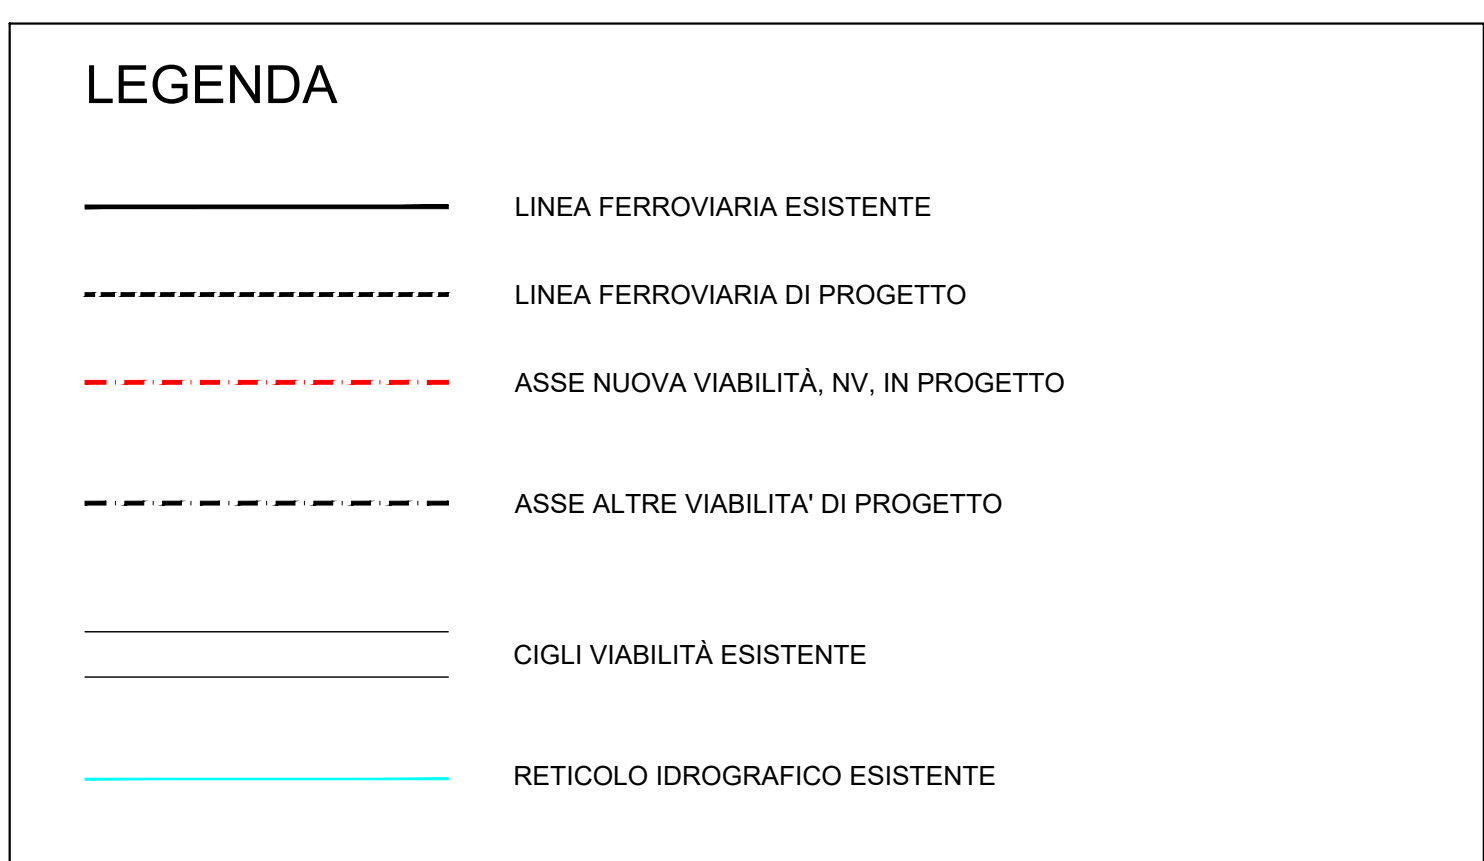 LEGENDA
LINEA FERROVIARIA ESISTENTE
LINEA FERROVIARIA DI PROGETTO
ASSE NUOVA VIABILITÀ, NV, IN PROGETTO
ASSE ALTRE VIABILITA' DI PROGETTO
CIGLI VIABILITÀ ESISTENTE
RETICOLO IDROGRAFICO ESISTENTE